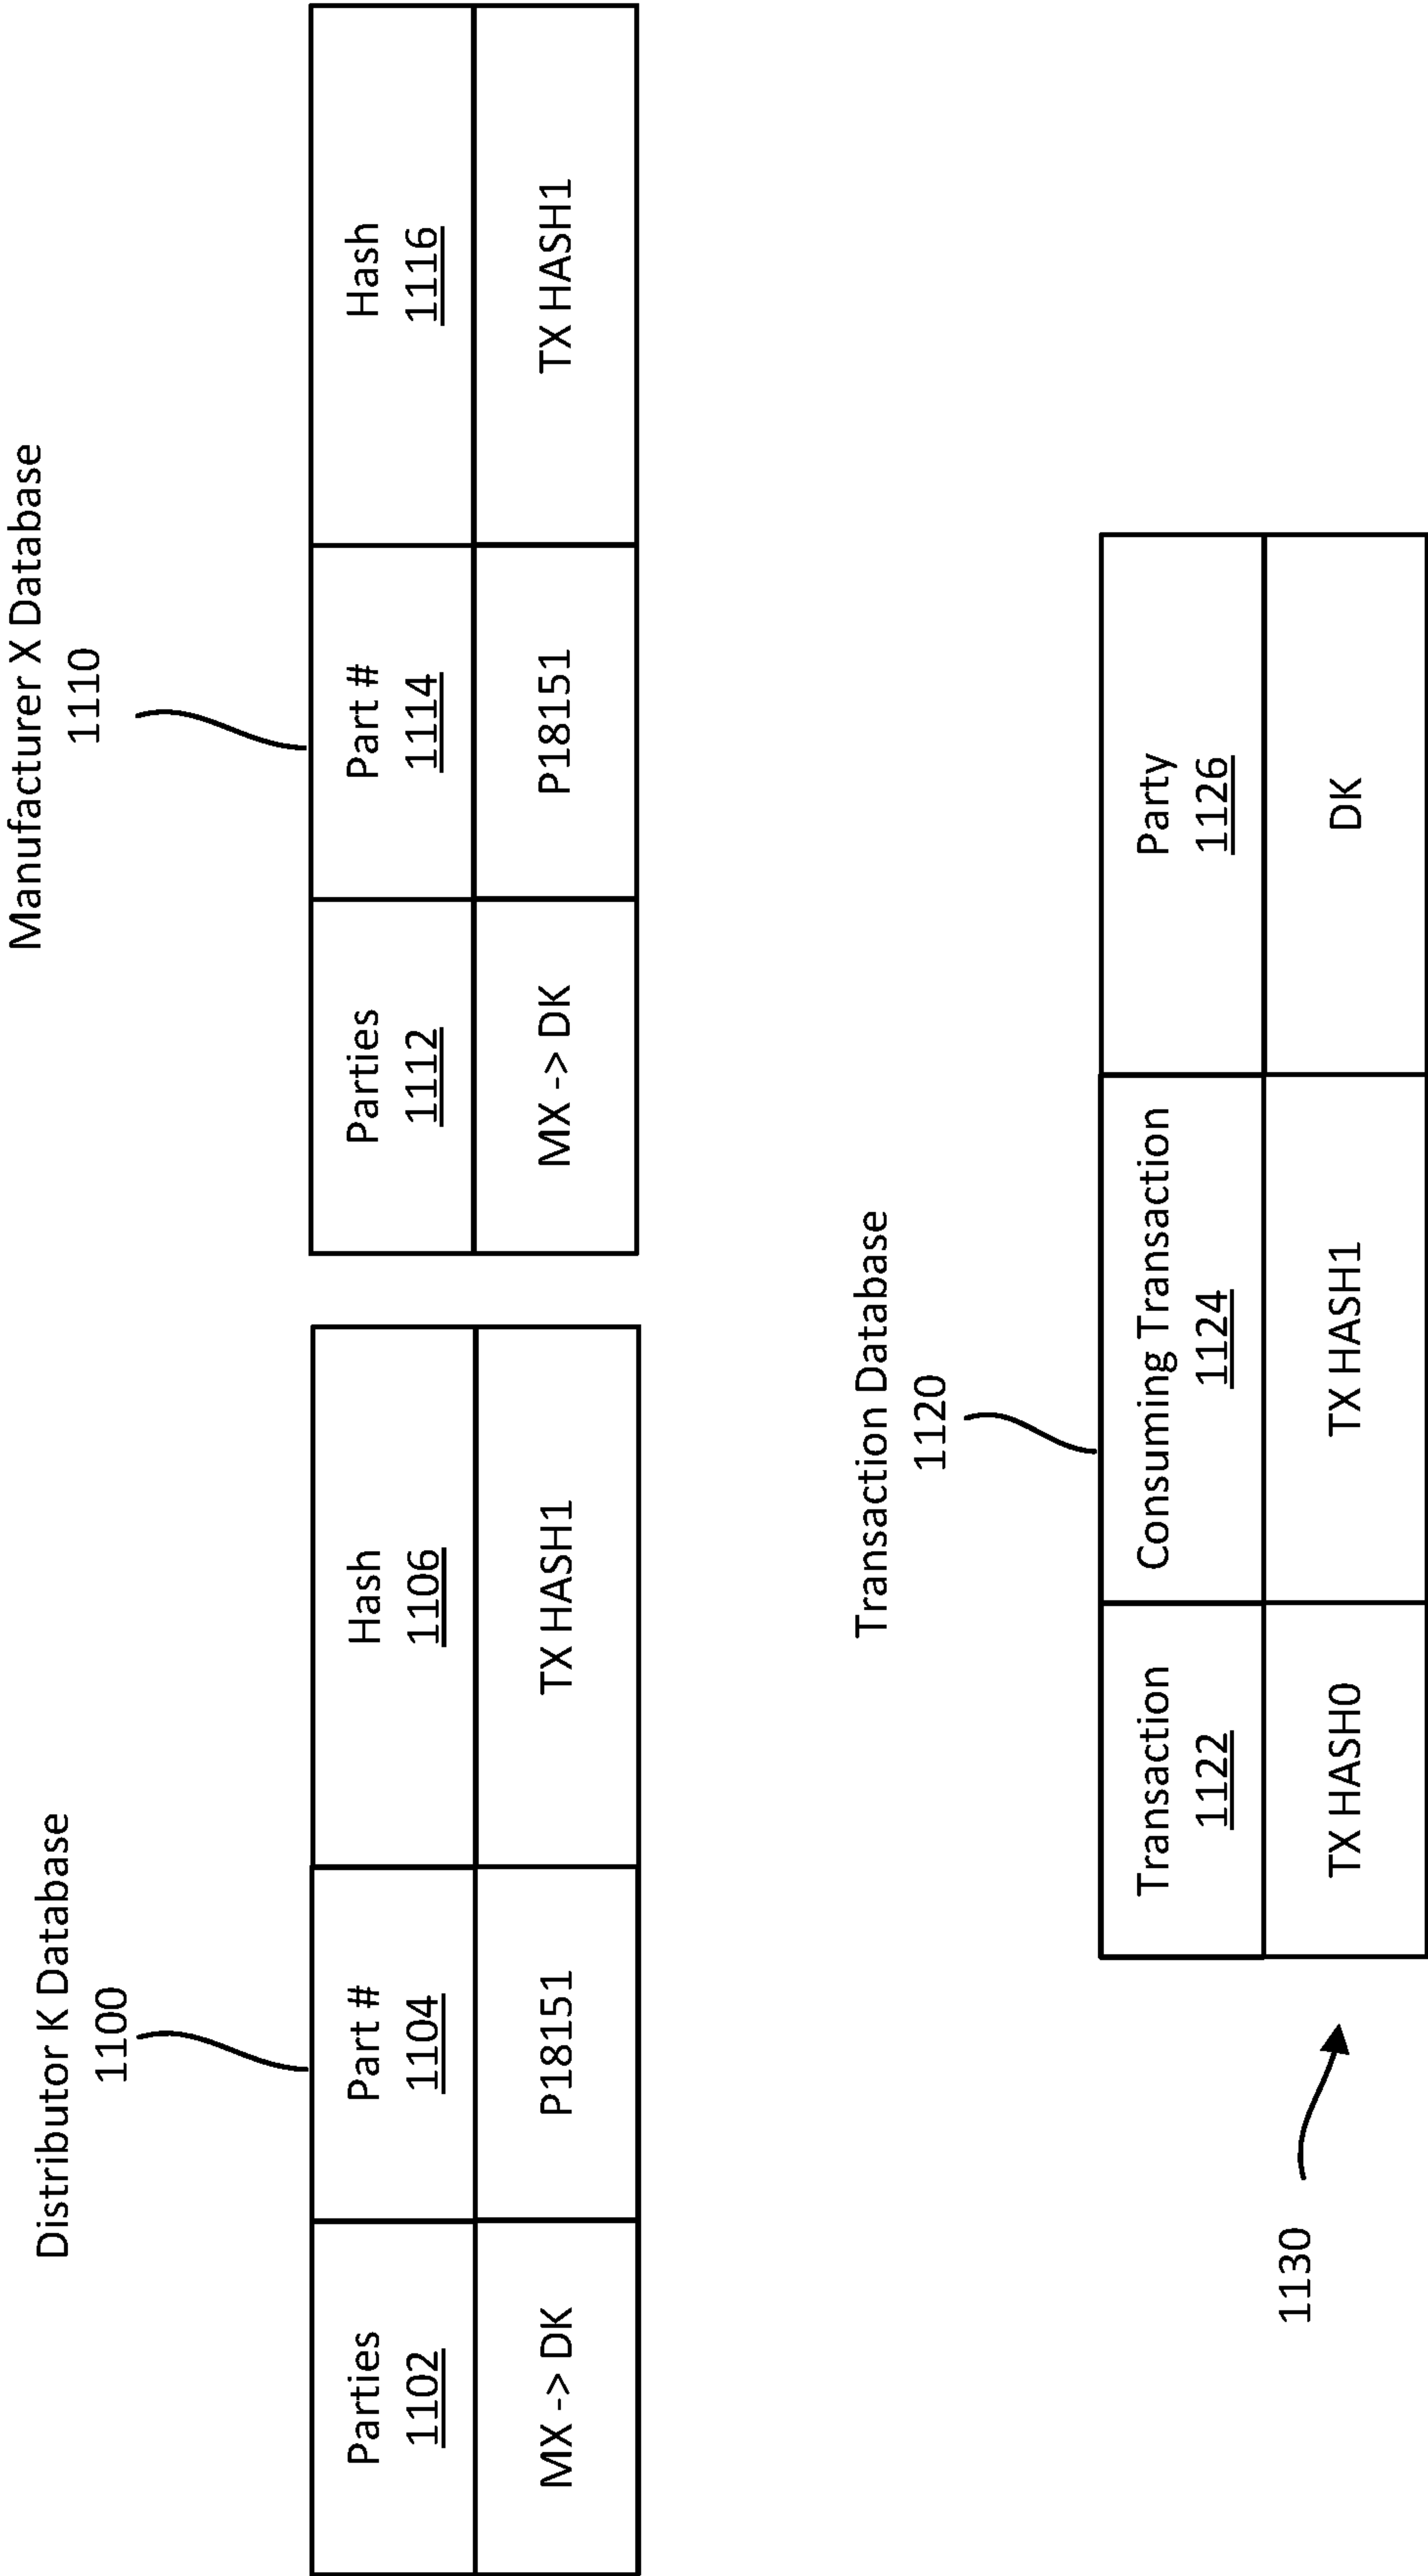 Distributor K Database
1100
Parties
1102
Part #
1104
Hash
1106
MX -> DK
P18151
TX HASH1
Manufacturer X Database
1110
Parties
1112
Part #
1114
Hash
1116
MX -> DK
P18151
TX HASH1
Transaction Database
1120
Transaction
1122
Consuming Transaction
1124
Party
1126
TX HASH0
TX HASH1
DK
1130